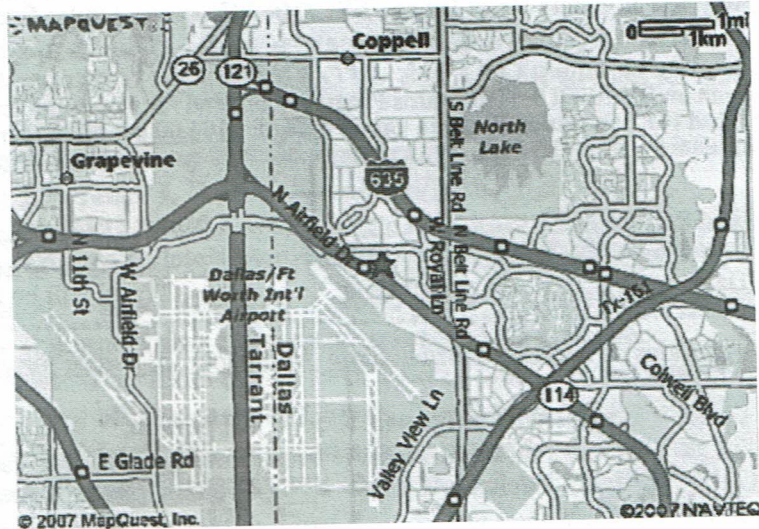 MAPQUEST
0 1mi
1km
26
121
Coppell
North
Lake
S Belt Line Rd
Grapevine
635
N Airfield Dr
W Royal Ln
N Belt Line Rd
N 11th St
W Airfield Dr
Dallas/Ft
Worth Int'l
Airport
Tx-161
Dallas
Tarrant
114
Colwell Blvd
Valley View Ln
E Glade Rd
© 2007 MapQuest, Inc.
©2007 NAVTEQ